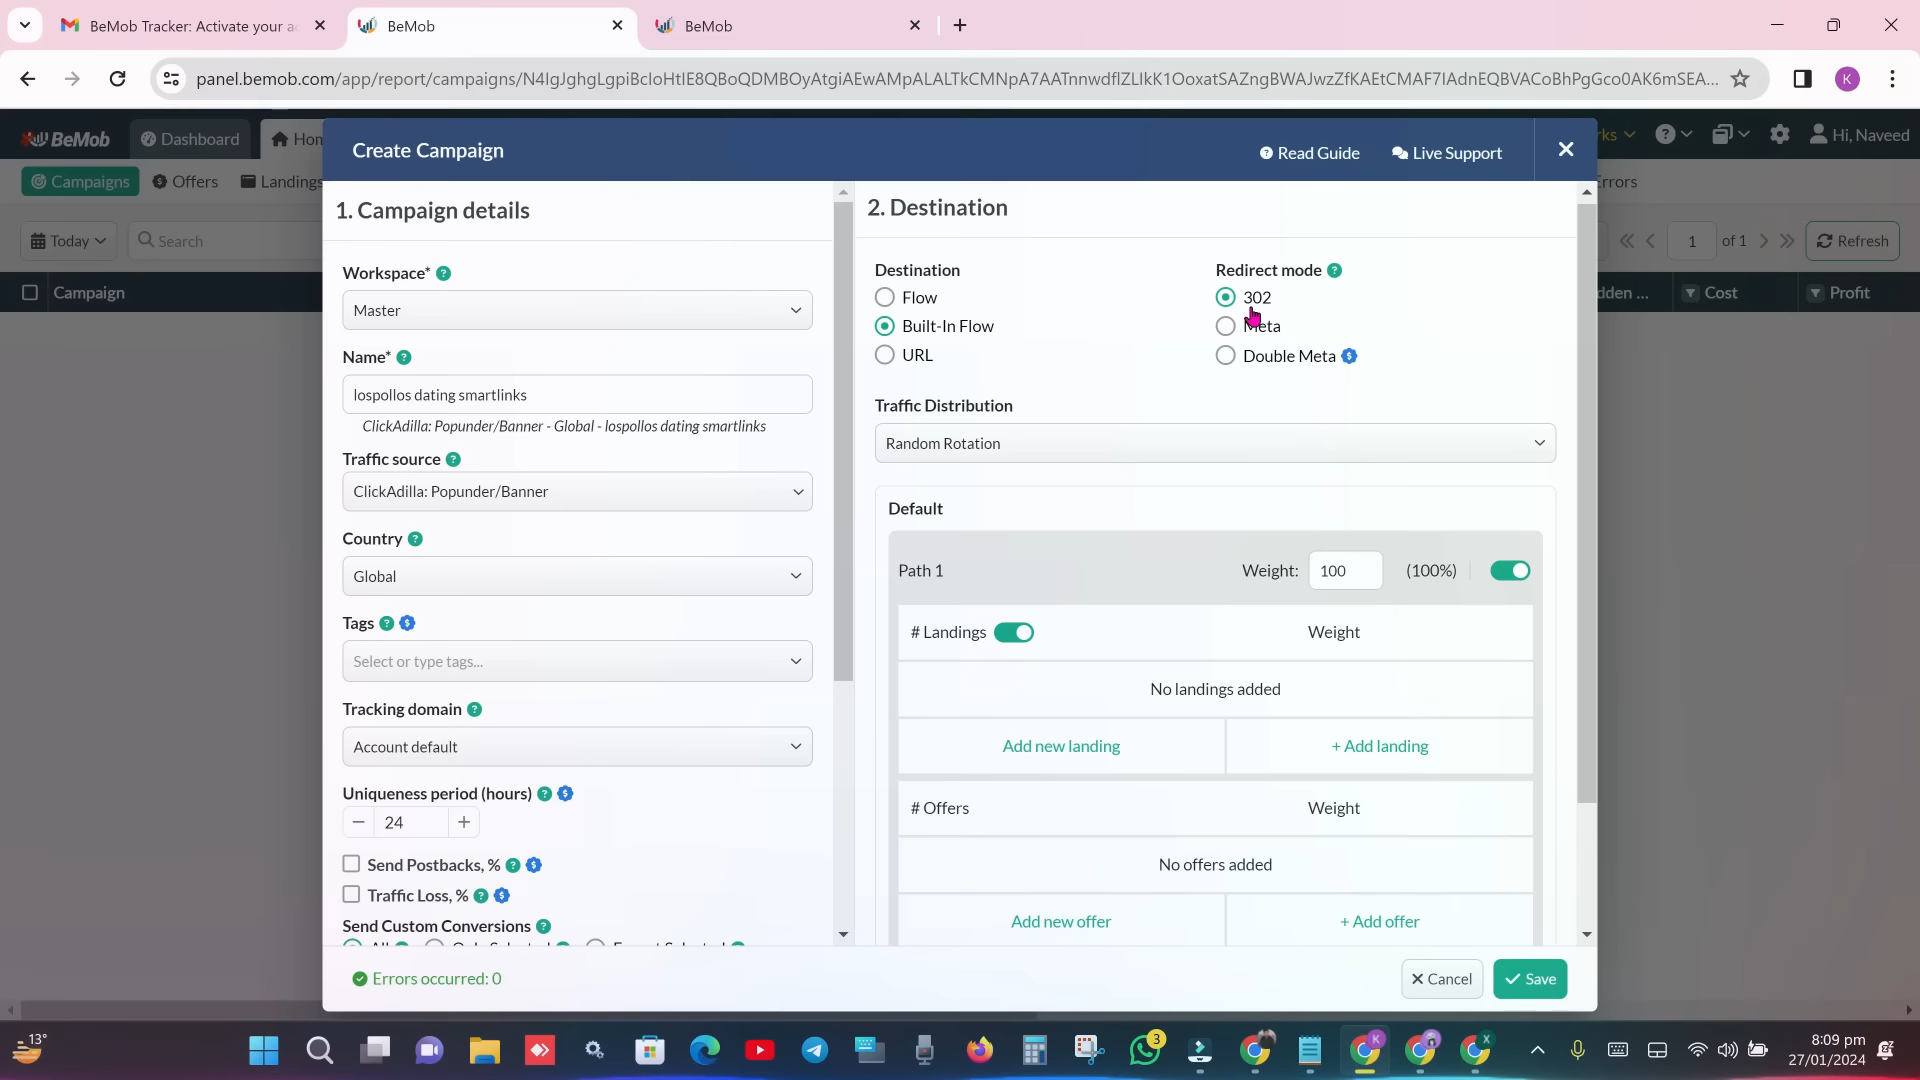 BeMob Tracker: Activate your a
BeMob
BeMob
panel.bemob.com/app/report/campaigns/N4IgJghgLgpiBcIoHtIE8QBoQDMBOyAtgiAEwAMpALALTkCMNpA7AATnnwdflZLIkK1OoxatSAZngBWAJwzZfKAEtCMAF7IAdnEQBVACoBhPgGco0AK6mSEA...
K
BeMob
Dashboard
Hom
Create Campaign
Read Guide
Live Support
rks
Hi, Naveed
Campaigns
Offers
Landings
Errors
1. Campaign details
2. Destination
Today
Search
1
of 1
Refresh
Campaign
dden ...
Cost
Profit
Workspace*
Master
Name*
lospollos dating smartlinks
ClickAdilla: Popunder/Banner - Global - lospollos dating smartlinks
Traffic source
ClickAdilla: Popunder/Banner
Country
Global
Tags
Select or type tags...
Tracking domain
Account default
Uniqueness period (hours)
24
Send Postbacks, %
Traffic Loss, %
Send Custom Conversions
Destination
Flow
Built-In Flow
URL
Redirect mode
302
Meta
Double Meta
Traffic Distribution
Random Rotation
Default
Path 1
Weight:
100
(100%)
# Landings
Weight
No landings added
Add new landing
+ Add landing
# Offers
Weight
No offers added
Add new offer
+ Add offer
Errors occurred: 0
Cancel
Save
13°
3
8:09 pm
27/01/2024